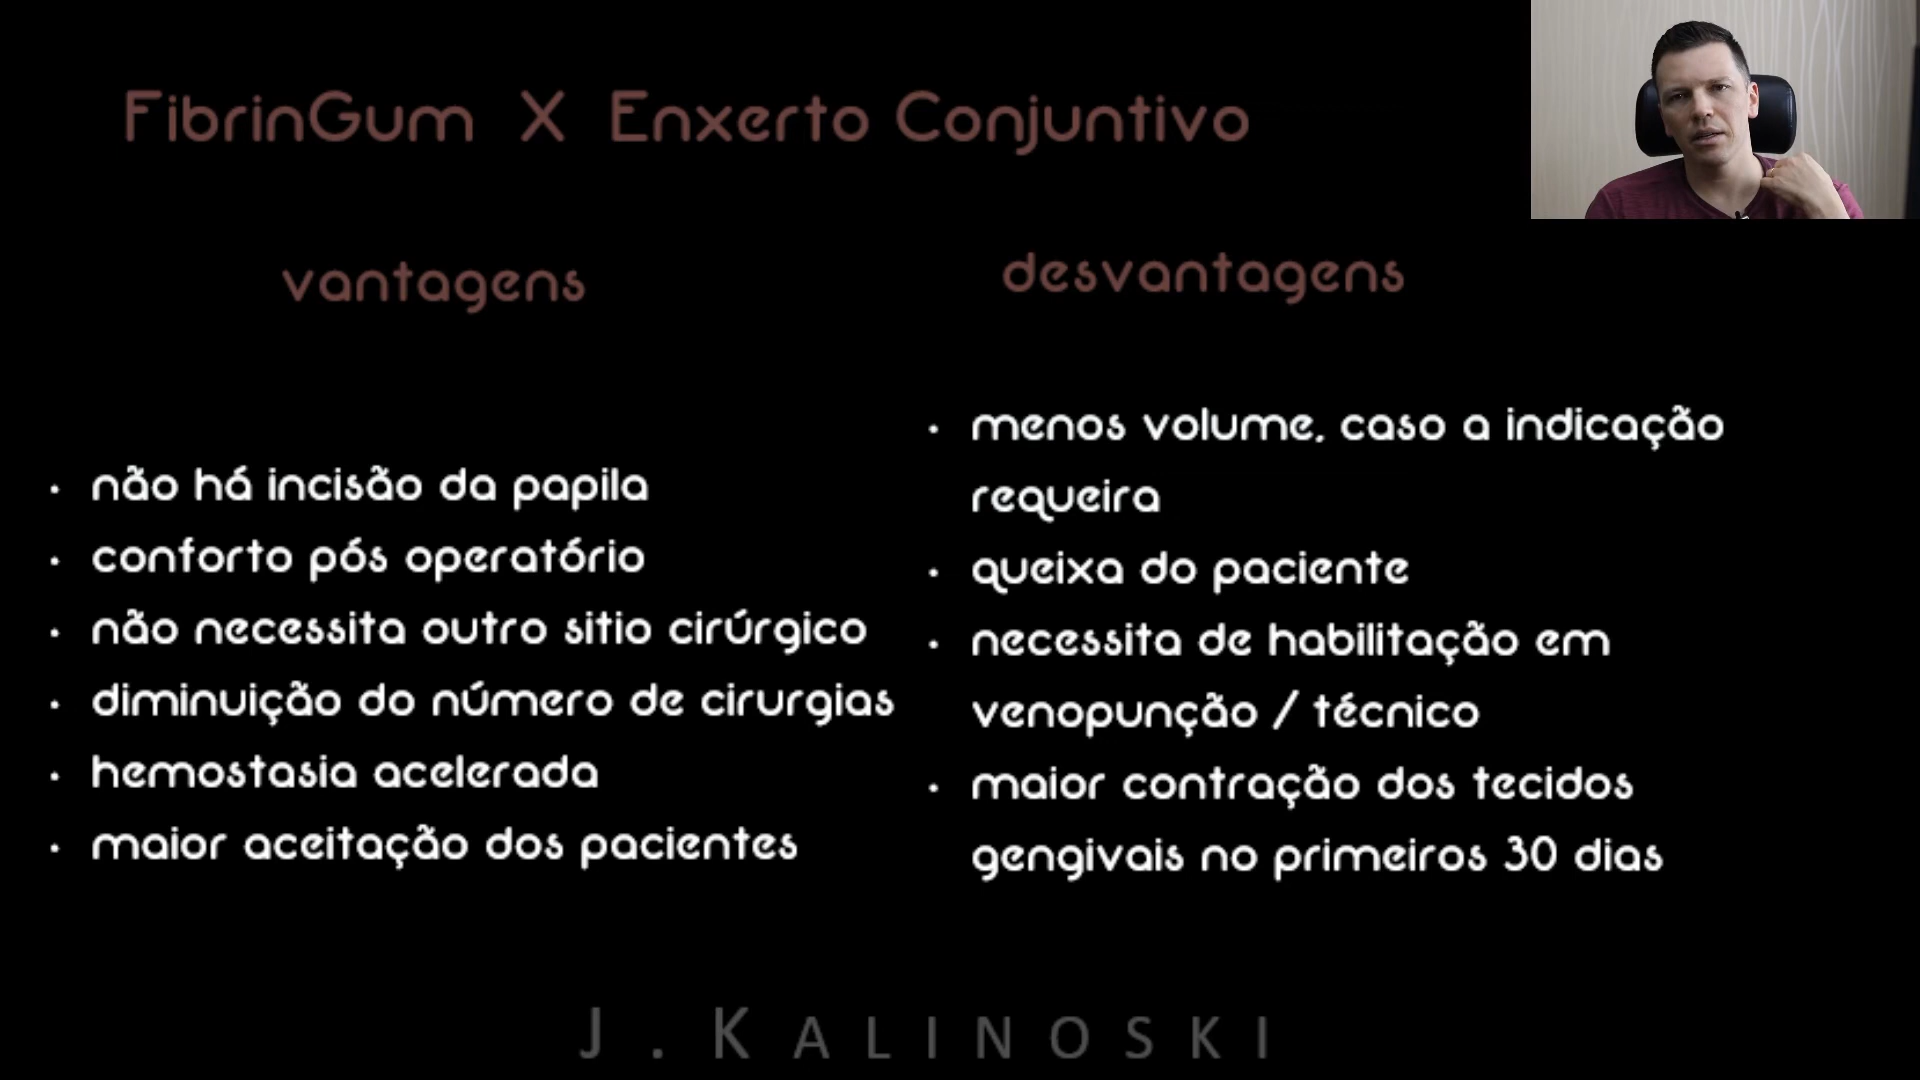 FibrinGum X Enxerto Conjuntivo
vantagens
• não há incisão da papila
• conforto pós operatório
• não necessita outro sitio cirúrgico
• diminuição do número de cirurgias
• hemostasia acelerada
• maior aceitação dos pacientes
desvantagens
• menos volume, caso a indicação
requeira
• queixa do paciente
• necessita de habilitação em
venopunção / técnico
• maior contração dos tecidos
gengivais no primeiros 30 dias
J. KALINOSKI